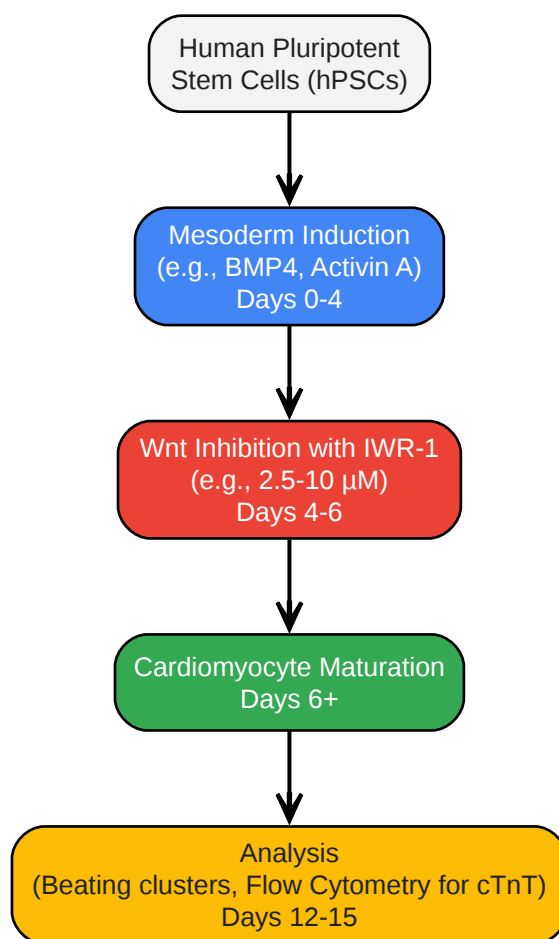 Human Pluripotent
Stem Cells (hPSCs)
Mesoderm Induction
(e.g., BMP4, Activin A)
Days 0-4
Wnt Inhibition with IWR-1
(e.g., 2.5-10 µM)
Days 4-6
Cardiomyocyte Maturation
Days 6+
Analysis
(Beating clusters, Flow Cytometry for cTnT)
Days 12-15